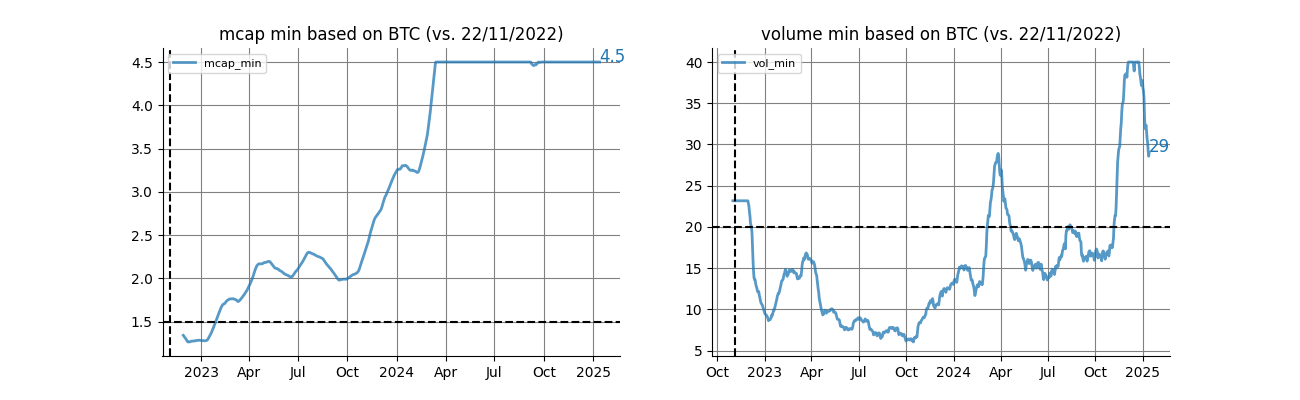 mcap min based on BTC (vs. 22/11/2022)
mcap_min
4.5
4.5
4.0
3.5
3.0
2.5
2.0
1.5
2023 Apr Jul Oct 2024 Apr Jul Oct 2025
volume min based on BTC (vs. 22/11/2022)
vol_min
40
35
30
29
25
20
15
10
5
Oct 2023 Apr Jul Oct 2024 Apr Jul Oct 2025